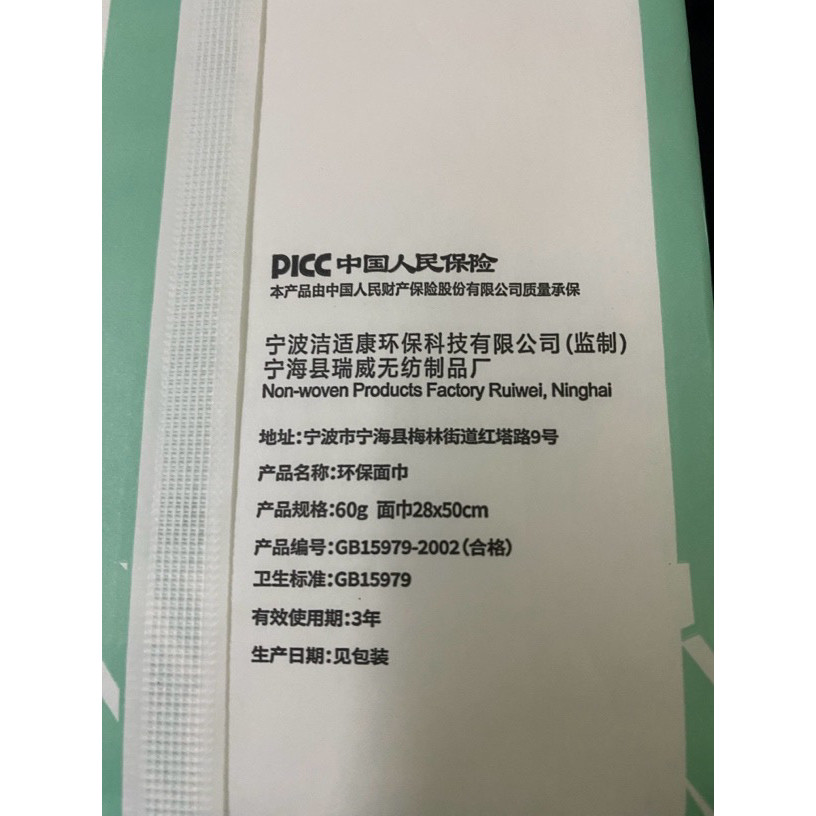 PICC 中国人民保险
本产品由中国人民财产保险股份有限公司质量承保
宁波洁适康环保科技有限公司(监制)
宁海县瑞威无纺制品厂
Non-woven Products Factory Ruiwei, Ninghai
地址:宁波市宁海县梅林街道红塔路9号
产品名称:环保面巾
产品规格:60g 面巾28x50cm
产品编号:GB15979-2002(合格)
卫生标准:GB15979
有效使用期:3年
生产日期:见包装